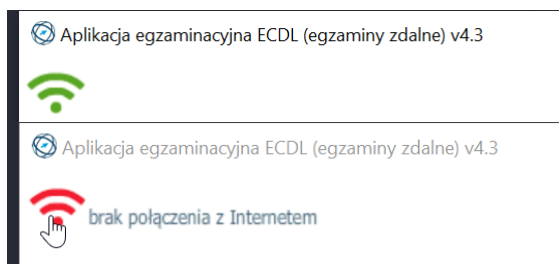 Aplikacja egzaminacyjna ECDL (egzaminy zdalne) v4.3
Aplikacja egzaminacyjna ECDL (egzaminy zdalne) v4.3
brak połączenia z Internetem